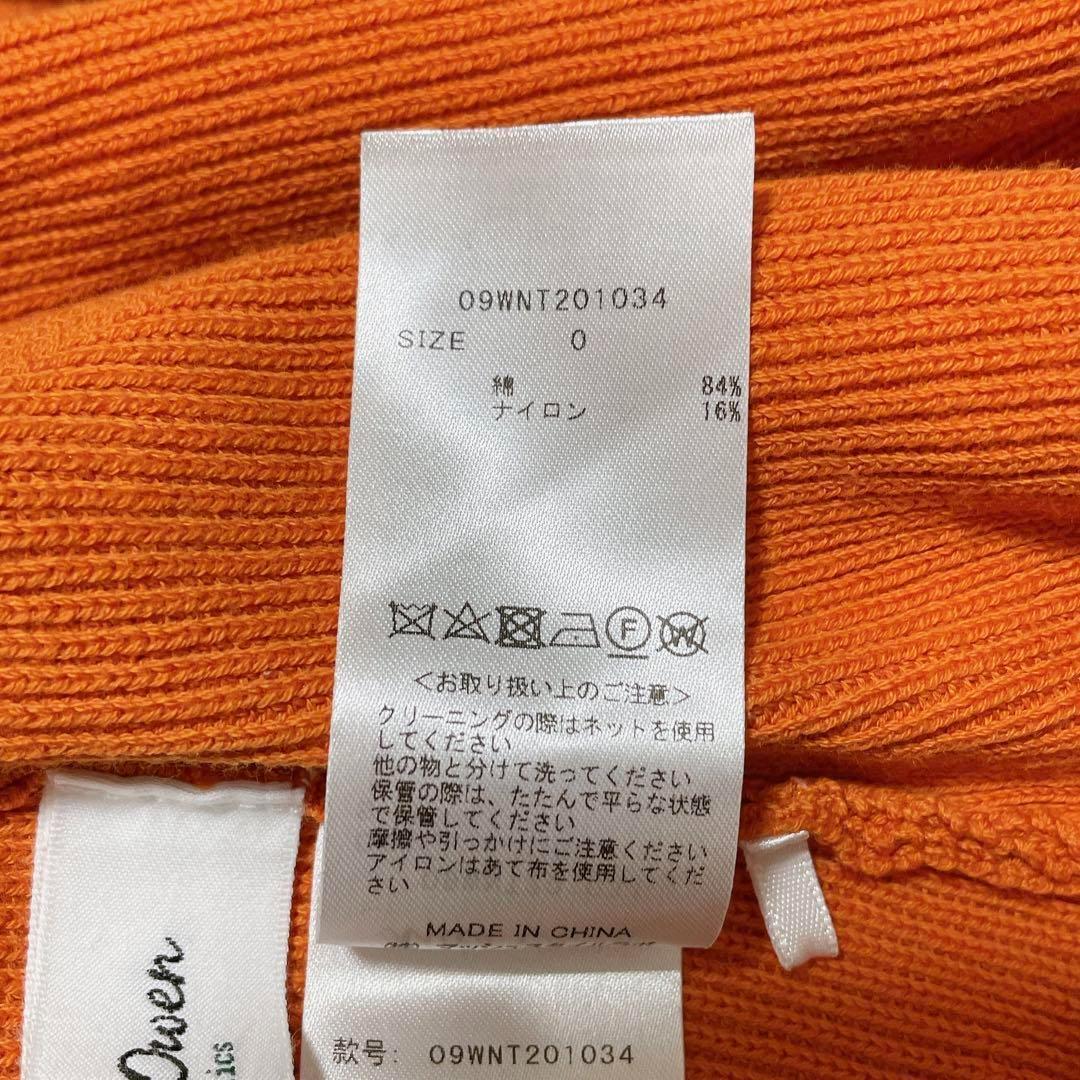 09WNT201034
SIZE 0
綿 84%
ナイロン 16%
F W
<お取り扱い上のご注意>
クリーニングの際はネットを使用
してください
他の物と分けて洗ってください
保管の際は、たたんで平らな状態
で保管してください
摩擦や引っかけにご注意ください
アイロンはあて布を使用してくだ
さい
MADE IN CHINA
款号: 09WNT201034
Owen
ics